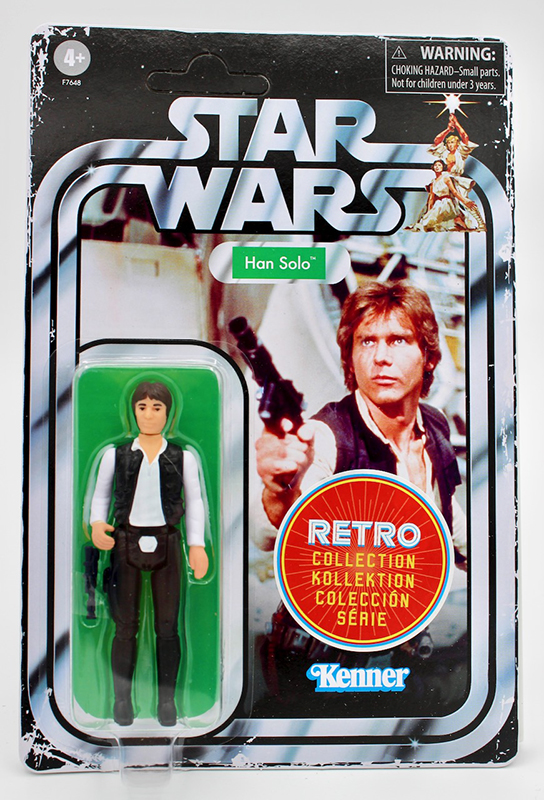 4+
F7648
⚠ WARNING:
CHOKING HAZARD–Small parts.
Not for children under 3 years.
STAR
WARS
Han Solo™
RETRO
COLLECTION
KOLLEKTION
COLECCIÓN
SÉRIE
Kenner